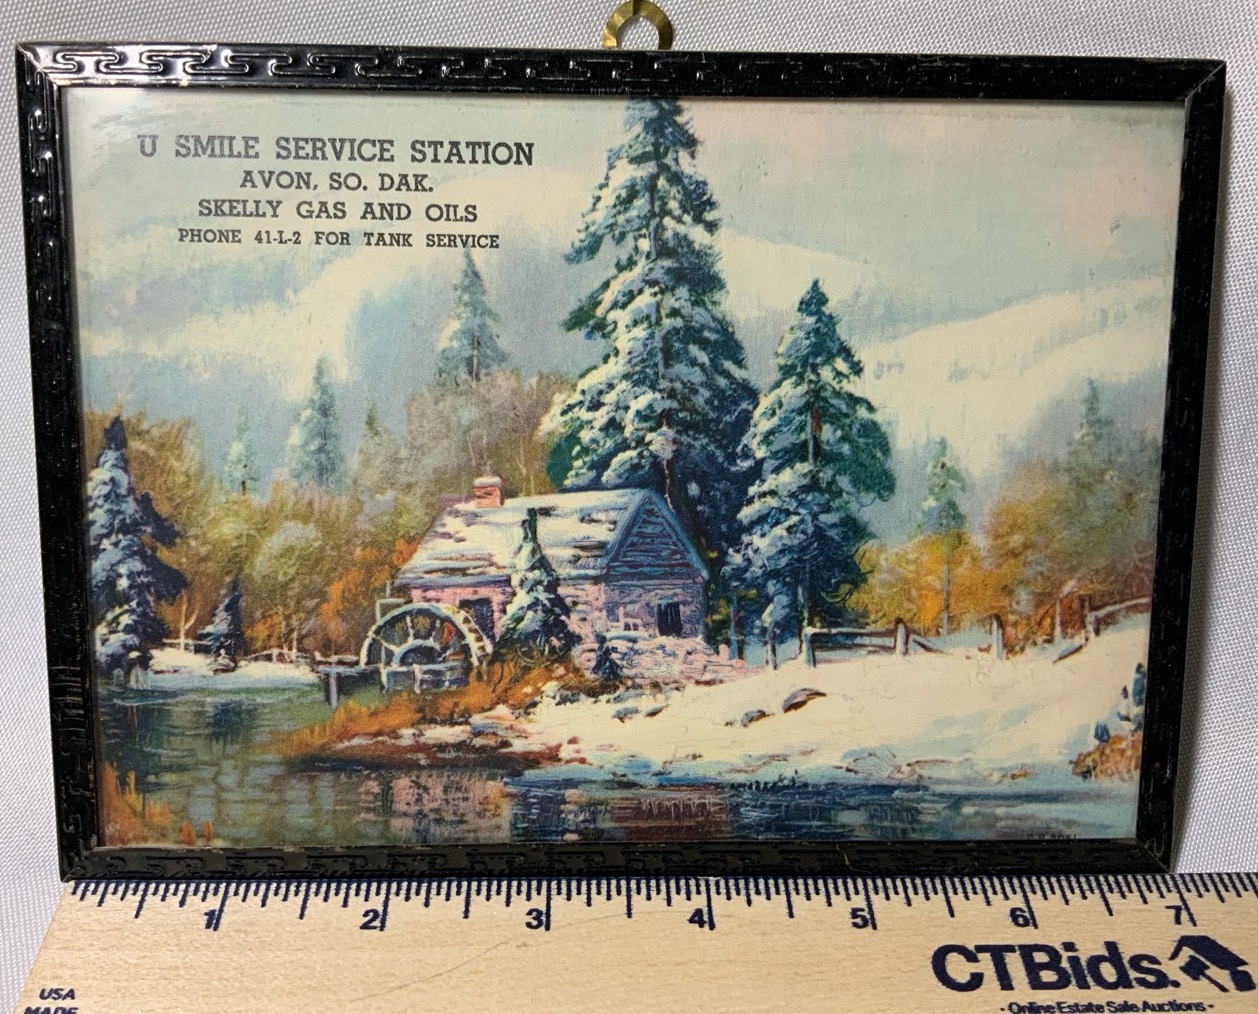 U SMILE SERVICE STATION
AVON, SO. DAK.
SKELLY GAS AND OILS
PHONE 41-L-2 FOR TANK SERVICE
1 2 3 4 5 6 7
CTBids.
- Online Estate Sale Auctions -
USA
MADE